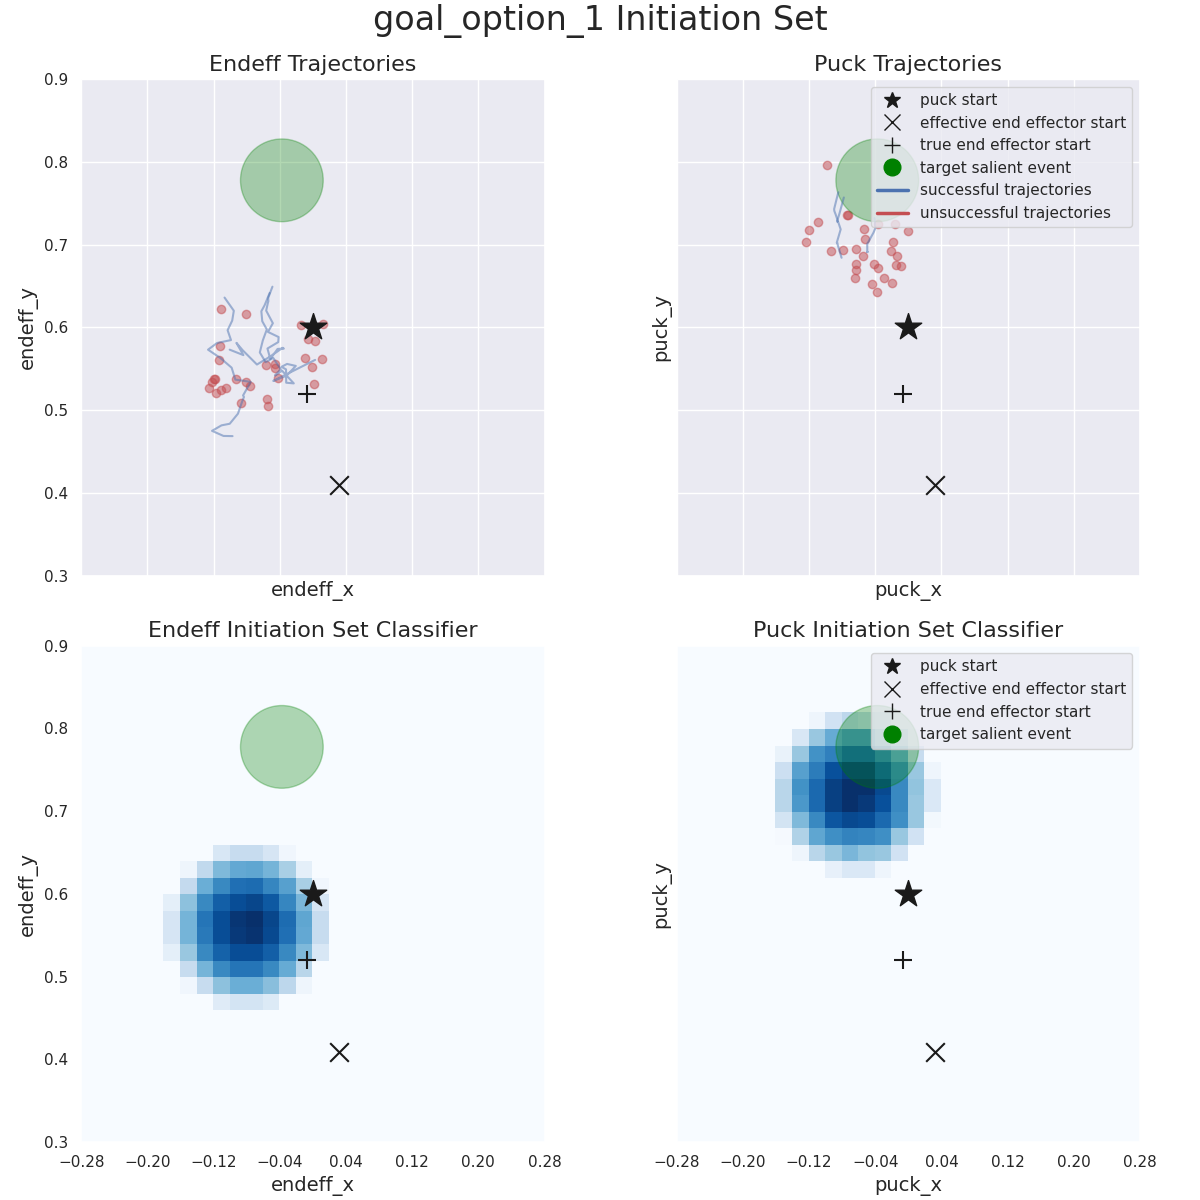 goal_option_1 Initiation Set
Endeff Trajectories
0.9
0.8
0.7
0.6
0.5
0.4
0.3
endeff_y
endeff_x
Puck Trajectories
puck start
effective end effector start
true end effector start
target salient event
successful trajectories
unsuccessful trajectories
puck_y
puck_x
Endeff Initiation Set Classifier
0.9
0.8
0.7
0.6
0.5
0.4
0.3
endeff_y
−0.28 −0.20 −0.12 −0.04 0.04 0.12 0.20 0.28
endeff_x
Puck Initiation Set Classifier
puck start
effective end effector start
true end effector start
target salient event
puck_y
−0.28 −0.20 −0.12 −0.04 0.04 0.12 0.20 0.28
puck_x